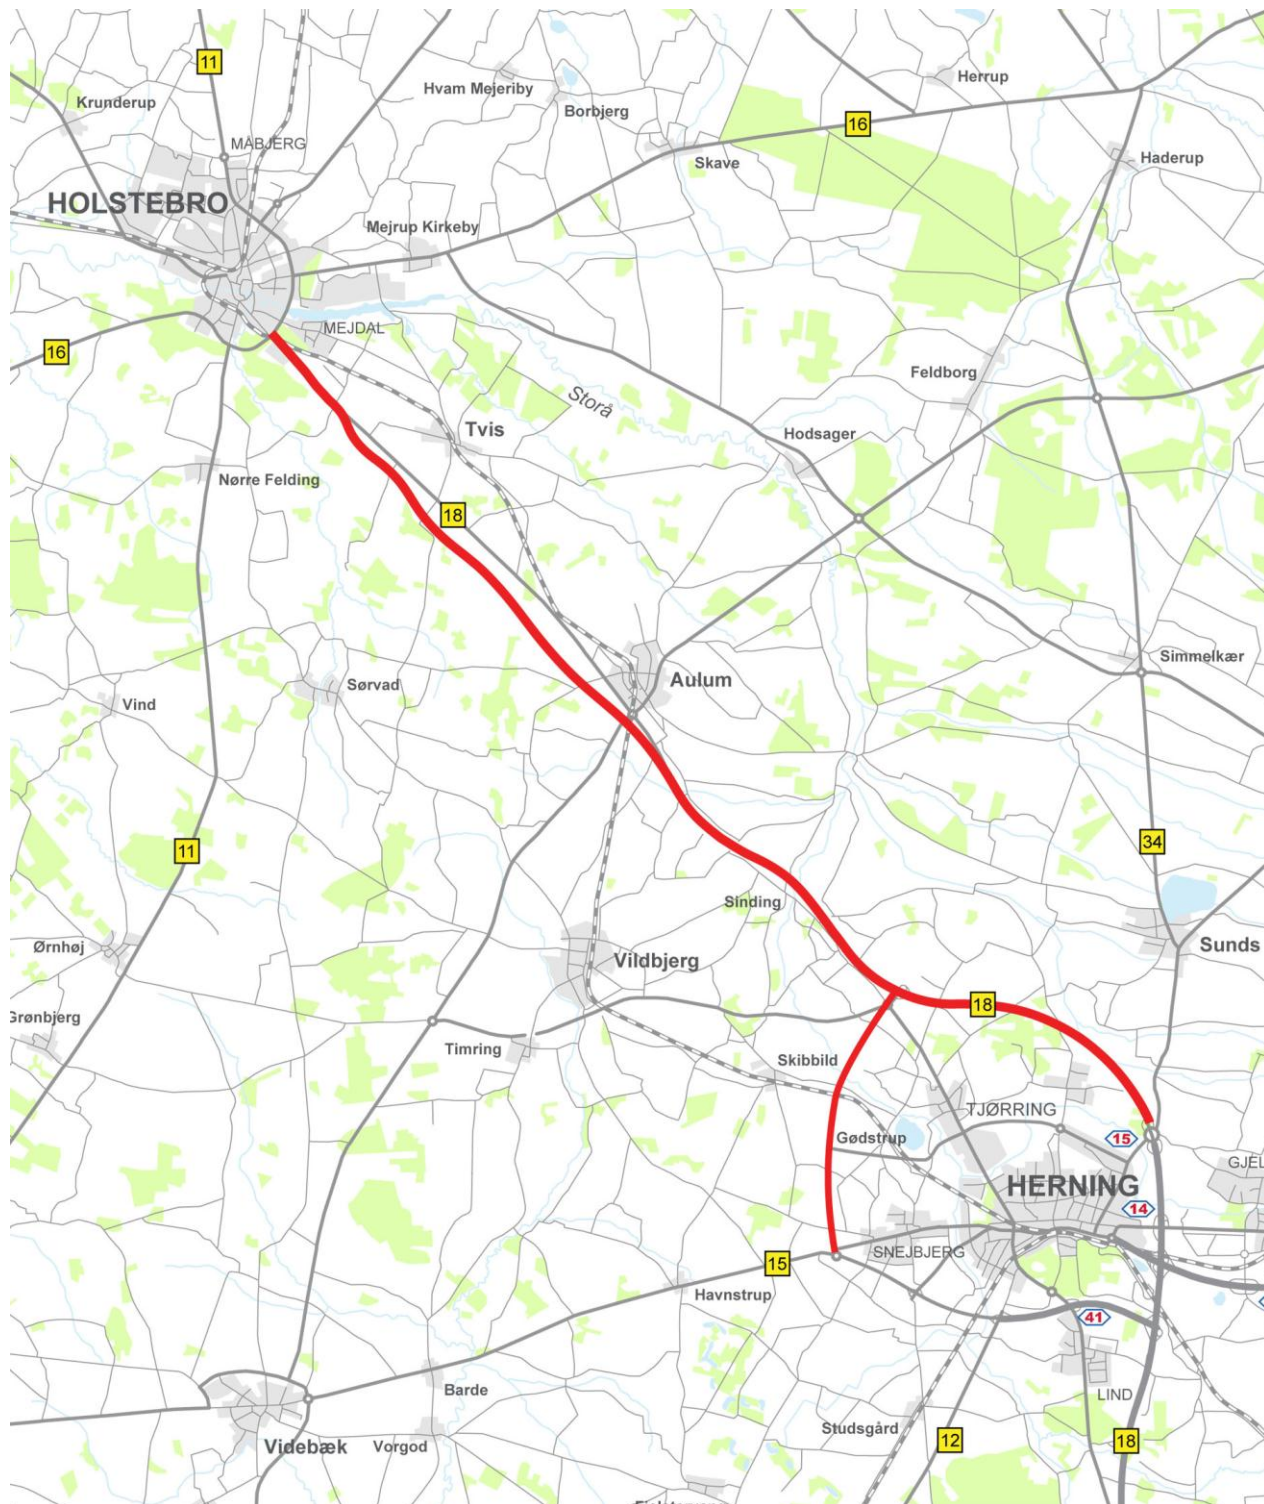 11
Krunderup
MÅBJERG
Hvam Mejeriby
Borbjerg
Herrup
16
Skave
Haderup
HOLSTEBRO
Mejrup Kirkeby
MEJDAL
16
Storå
Feldborg
Tvis
Hodsager
Nørre Felding
18
Simmelkær
Aulum
Sørvad
Vind
11
34
Sinding
Ørnhøj
Vildbjerg
Sunds
18
Grønbjerg
Timring
Skibbild
TJØRRING
Gødstrup
15
GJEL
HERNING
14
SNEJBJERG
15
Havnstrup
41
Barde
LIND
Studsgård
Videbæk
Vorgod
12
18